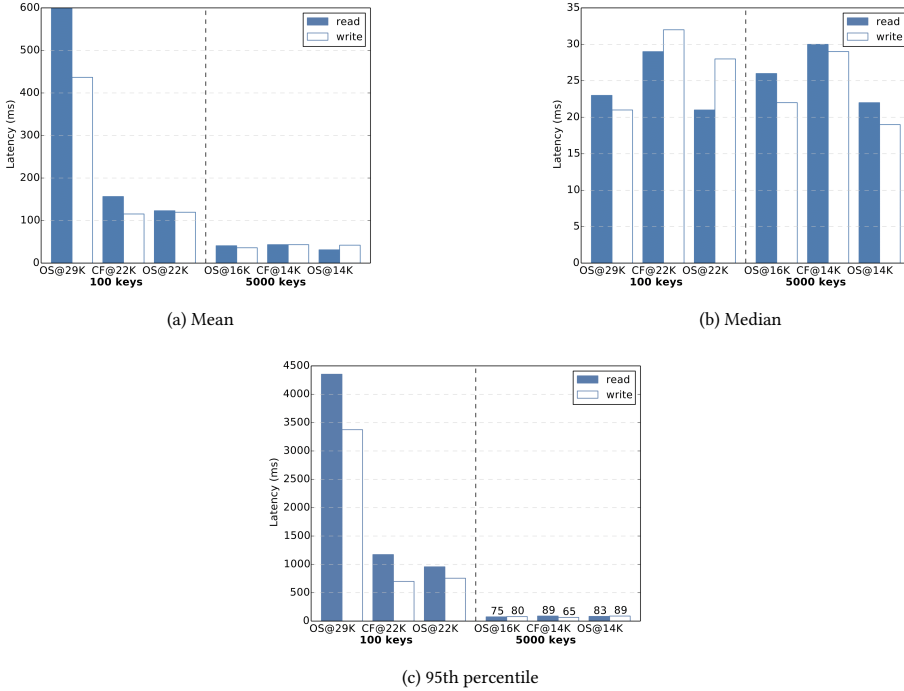 600
500
400
300
200
100
0
Latency (ms)
read
write
OS@29K CF@22K OS@22K OS@16K CF@14K OS@14K
100 keys 5000 keys
(a) Mean
35
30
25
20
15
10
5
0
Latency (ms)
read
write
OS@29K CF@22K OS@22K OS@16K CF@14K OS@14K
100 keys 5000 keys
(b) Median
4500
4000
3500
3000
2500
2000
1500
1000
500
0
Latency (ms)
read
write
75 80 89 65 83 89
OS@29K CF@22K OS@22K OS@16K CF@14K OS@14K
100 keys 5000 keys
(c) 95th percentile